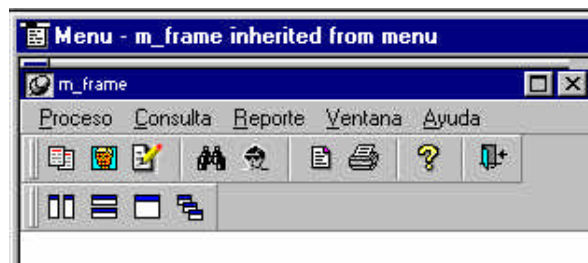 Menu - m_frame inherited from menu
m_frame
Proceso Consulta Reporte Ventana Ayuda